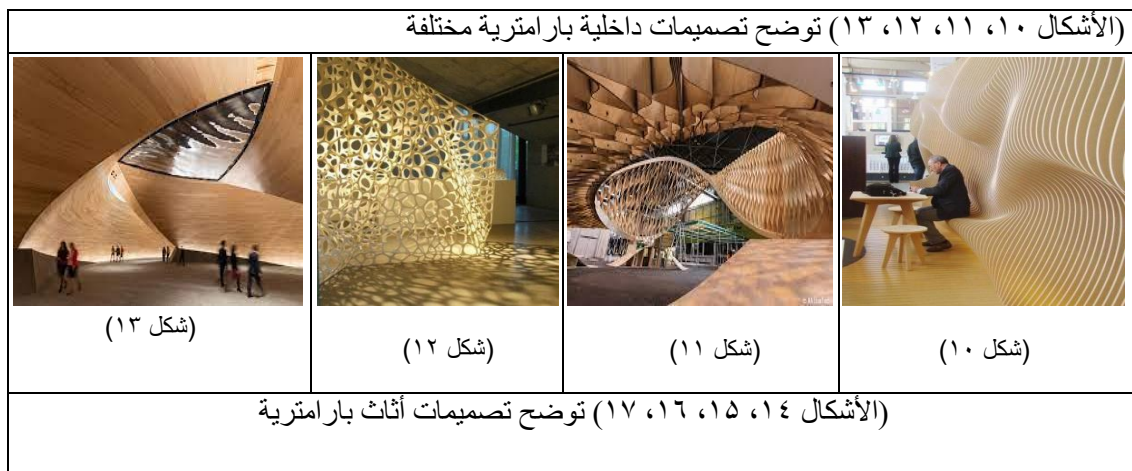 (الأشكال ١٠، ١١، ١٢، ١٣) توضح تصميمات داخلية بارامترية مختلفة
(شكل ١٠)
(شكل ١١)
(شكل ١٢)
(شكل ١٣)
(الأشكال ١٤، ١٥، ١٦، ١٧) توضح تصميمات أثاث بارامترية